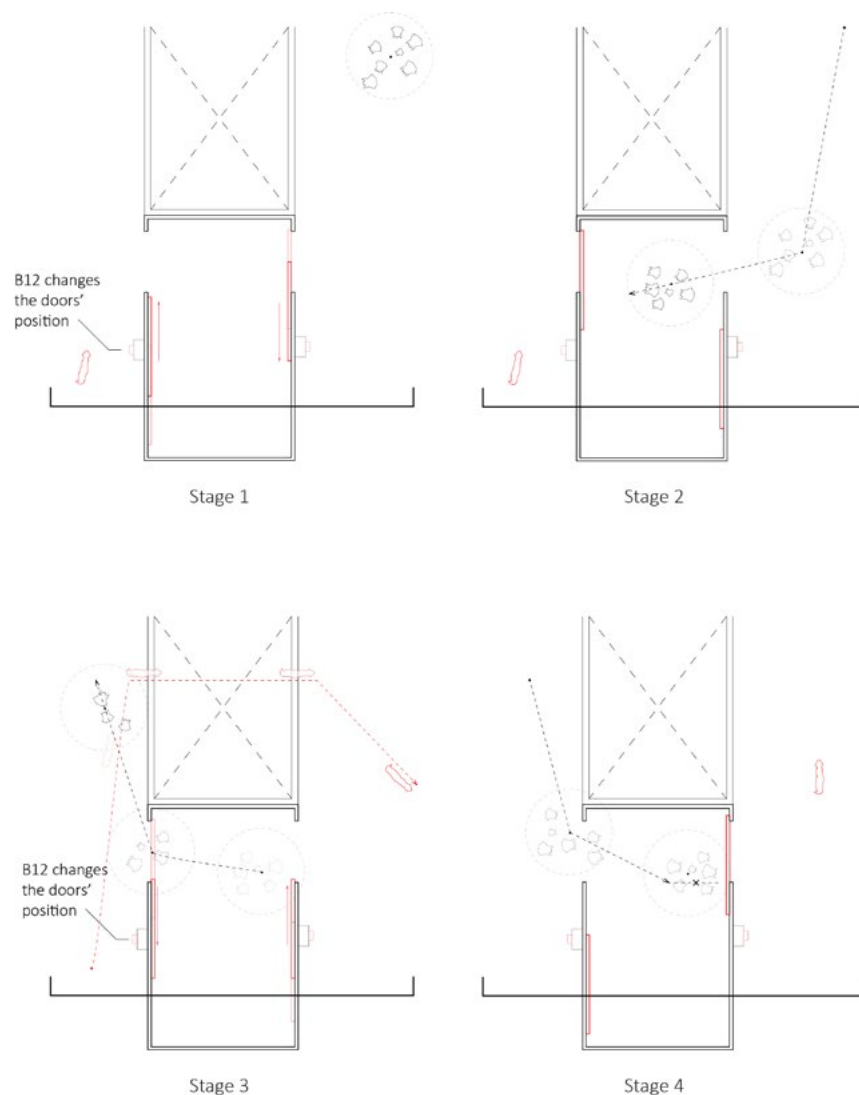 B12 changes
the doors'
position
Stage 1
Stage 2
B12 changes
the doors'
position
Stage 3
Stage 4